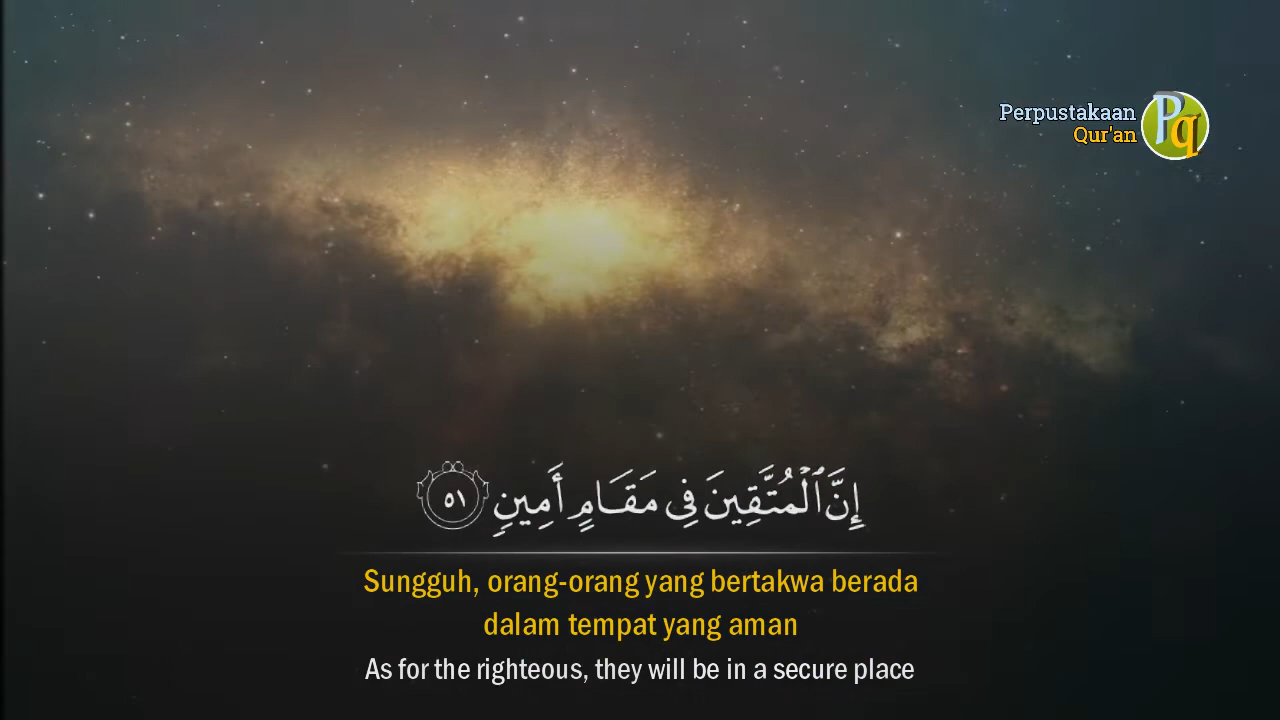 Perpustakaan
Qur'an
Pq
إِنَّ ٱلْمُتَّقِينَ فِى مَقَامٍ أَمِينٍ ٥١
Sungguh, orang-orang yang bertakwa berada
dalam tempat yang aman
As for the righteous, they will be in a secure place